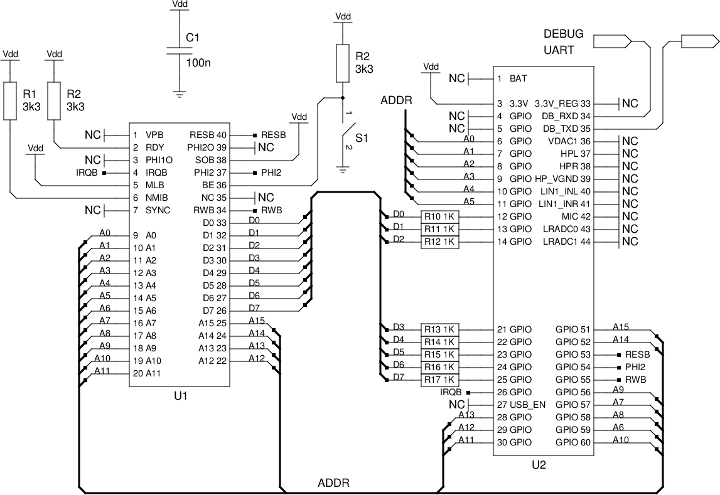 Vdd
C1
100n
Vdd
R2
3k3
DEBUG
UART
Vdd
R1
3k3
Vdd
R2
3k3
Vdd
ADDR
Vdd
1
2
S1
NC 1 VPB RESB 40 RESB
2 RDY PHI2O 39 NC
NC 3 PHI1O SOB 38
Vdd
IRQB 4 IRQB PHI2 37 PHI2
5 MLB BE 36
6 NMIB NC 35 NC
NC 7 SYNC RWB 34 RWB
D0 33 D0
A0 9 A0 D1 32 D1
A1 10 A1 D2 31 D2
A2 11 A2 D3 30 D3
A3 12 A3 D4 29 D4
A4 13 A4 D5 28 D5
A5 14 A5 D6 27 D6
A6 15 A6 D7 26 D7
A7 16 A7 A15 25 A15
A8 17 A8 A14 24 A14
A9 18 A9 A13 23 A13
A10 19 A10 A12 22 A12
A11 20 A11
U1
NC 1 BAT
3 3.3V 3.3V_REG 33 NC
NC 4 GPIO DB_RXD 34
NC 5 GPIO DB_TXD 35
A0 6 GPIO VDAC1 36 NC
A1 7 GPIO HPL 37 NC
A2 8 GPIO HPR 38 NC
A3 9 GPIO HP_VGND 39 NC
A4 10 GPIO LIN1_INL 40 NC
A5 11 GPIO LIN1_INR 41 NC
D0 R10 1K 12 GPIO MIC 42 NC
D1 R11 1K 13 GPIO LRADC0 43 NC
D2 R12 1K 14 GPIO LRADC1 44 NC
D3 R13 1K 21 GPIO GPIO 51 A15
D4 R14 1K 22 GPIO GPIO 52 A14
D5 R15 1K 23 GPIO GPIO 53 RESB
D6 R16 1K 24 GPIO GPIO 54 PHI2
D7 R17 1K 25 GPIO GPIO 55 RWB
IRQB 26 GPIO GPIO 56 A9
NC 27 USB_EN GPIO 57 A7
A13 28 GPIO GPIO 58 A8
A12 29 GPIO GPIO 59 A6
A11 30 GPIO GPIO 60 A10
U2
ADDR